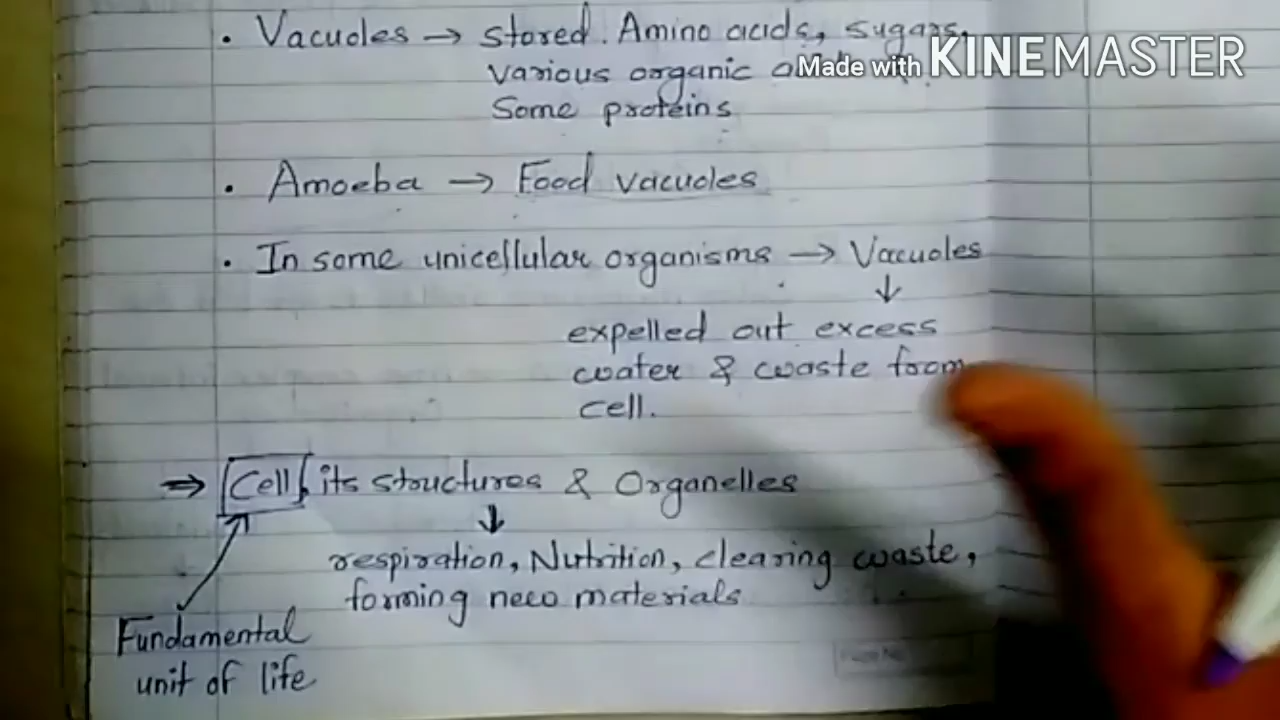 • Vacuoles → stored. Amino acids, sugars,
Made with KINEMASTER
various organic
Some proteins
• Amoeba → Food vacuoles
• In some unicellular organisms → Vacuoles
↓
expelled out excess
water & waste from
cell.
⇒ Cell, its structures & Organelles
↓
respiration, Nutrition, clearing waste,
forming new materials
Fundamental
unit of life